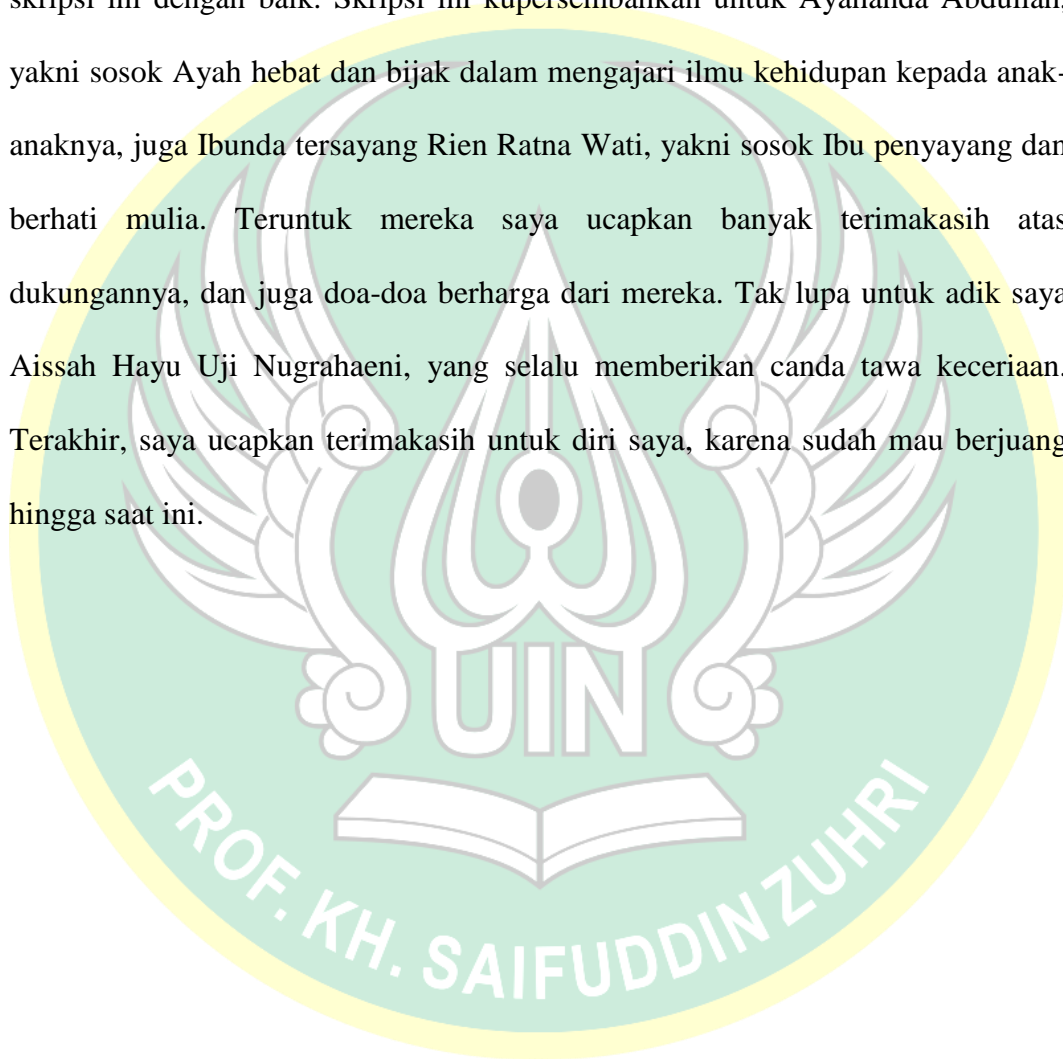 skripsi ini dengan baik. Skripsi ini kupersembahkan untuk Ayahanda Abdullah,
yakni sosok Ayah hebat dan bijak dalam mengajari ilmu kehidupan kepada anak-
anaknya, juga Ibunda tersayang Rien Ratna Wati, yakni sosok Ibu penyayang dan
berhati mulia. Teruntuk mereka saya ucapkan banyak terimakasih atas
dukungannya, dan juga doa-doa berharga dari mereka. Tak lupa untuk adik saya
Aissah Hayu Uji Nugrahaeni, yang selalu memberikan canda tawa keceriaan.
Terakhir, saya ucapkan terimakasih untuk diri saya, karena sudah mau berjuang
hingga saat ini.
UIN
PROF. KH. SAIFUDDIN ZUHRI